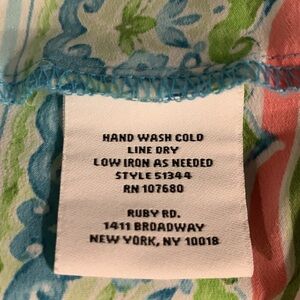 HAND WASH COLD
LINE DRY
LOW IRON AS NEEDED
STYLE 51344
RN 107680
RUBY RD.
1411 BROADWAY
NEW YORK, NY 10018